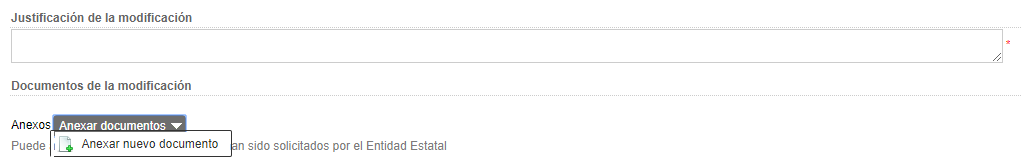 Justificación de la modificación
*
Documentos de la modificación
Anexos Anexar documentos
Anexar nuevo documento
Puede an sido solicitados por el Entidad Estatal